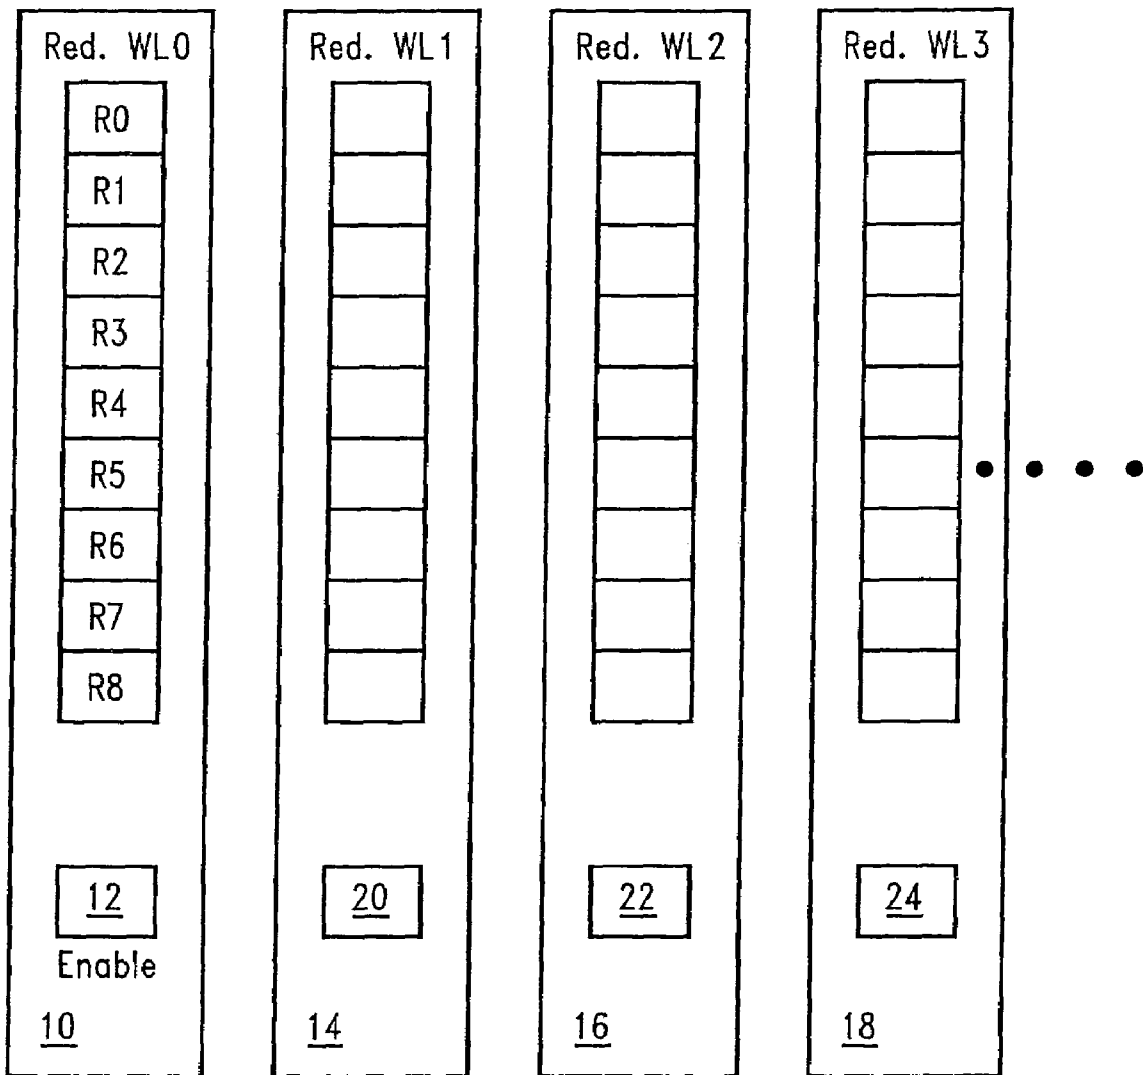 Red. WL0
R0
R1
R2
R3
R4
R5
R6
R7
R8
12
Enable
10
Red. WL1
20
14
Red. WL2
22
16
Red. WL3
24
18